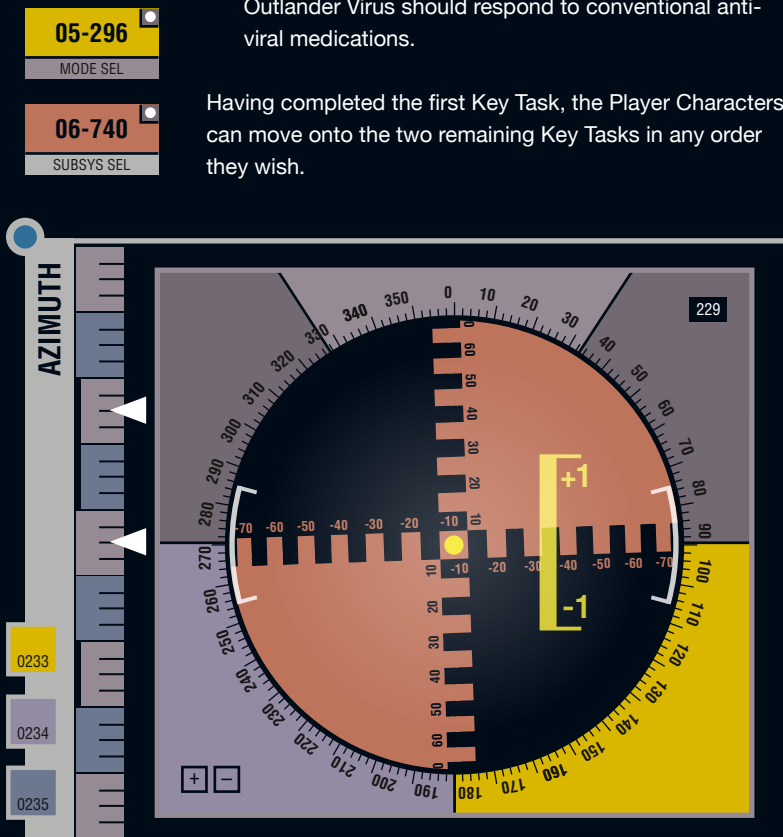 Outlander Virus should respond to conventional anti-
viral medications.
05-296
MODE SEL
Having completed the first Key Task, the Player Characters
can move onto the two remaining Key Tasks in any order
they wish.
06-740
SUBSYS SEL
AZIMUTH
229
0 10 20 30 40 50 60 70 80 90 100 110 120 130 140 150 160 170 180 190 200 210 220 230 240 250 260 270 280 290 300 310 320 330 340 350
60
50
40
30
20
10
+1
-70 -60 -50 -40 -30 -20 -10
-10 -20 -30 -40 -50 -60 -70
10
20
30
40
50
60
-1
0233
0234
0235
+ −